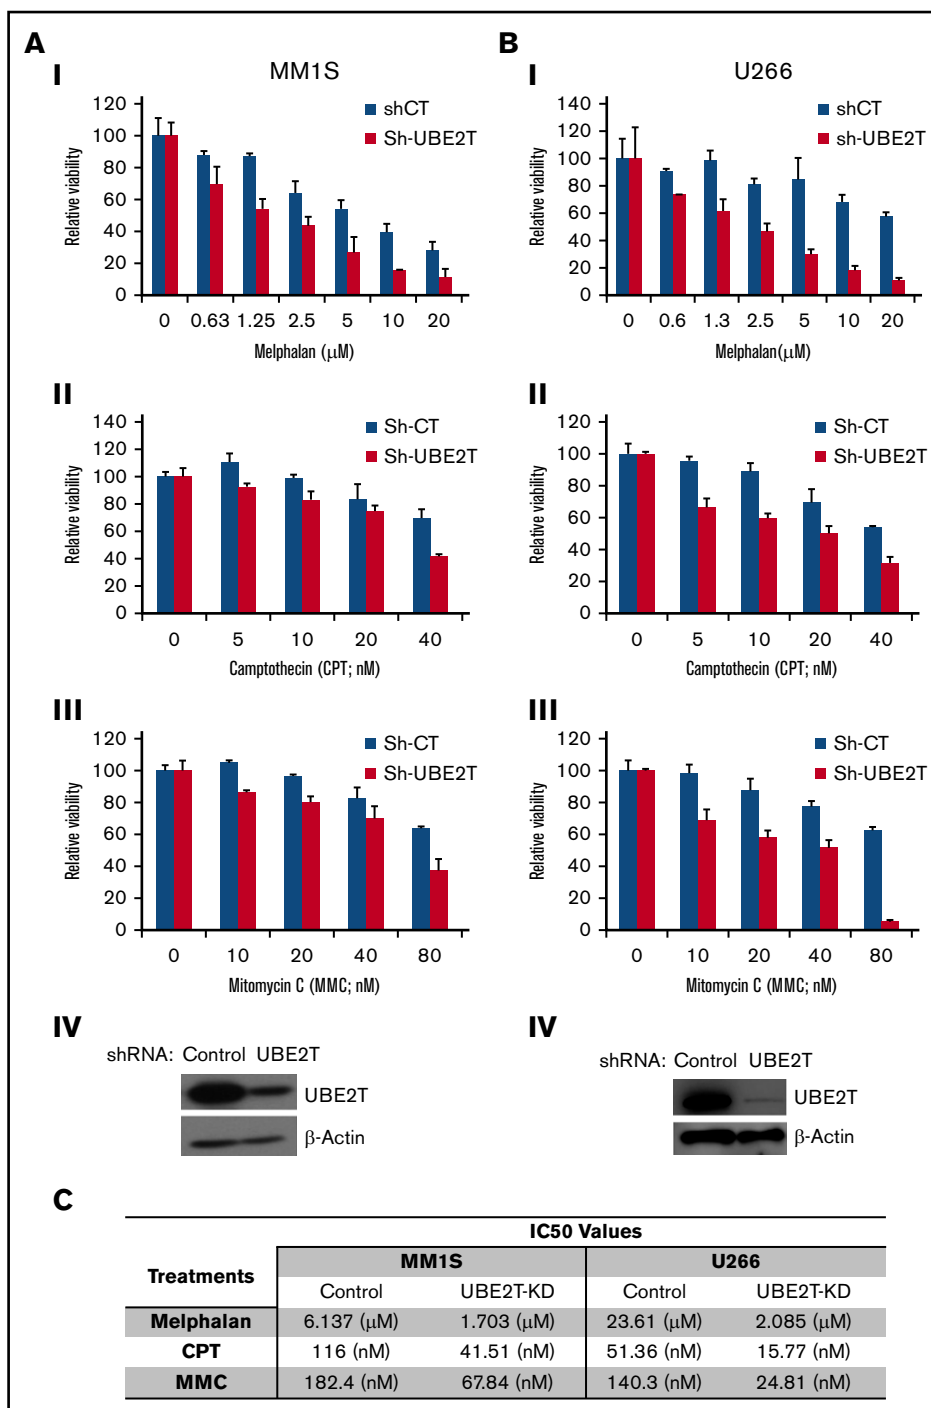 A
I
MM1S
shCT
Sh-UBE2T
Relative viability
120
100
80
60
40
20
0
0 0.63 1.25 2.5 5 10 20
Melphalan (μM)
II
Sh-CT
Sh-UBE2T
Relative viability
140
120
100
80
60
40
20
0
0 5 10 20 40
Camptothecin (CPT; nM)
III
Sh-CT
Sh-UBE2T
Relative viability
120
100
80
60
40
20
0
0 10 20 40 80
Mitomycin C (MMC; nM)
IV
shRNA: Control UBE2T
UBE2T
β-Actin
B
I
U266
shCT
sh-UBE2T
Relative viability
140
120
100
80
60
40
20
0
0 0.6 1.3 2.5 5 10 20
Melphalan(μM)
II
Sh-CT
Sh-UBE2T
Relative viability
120
100
80
60
40
20
0
0 5 10 20 40
Camptothecin (CPT; nM)
III
Sh-CT
Sh-UBE2T
Relative viability
120
100
80
60
40
20
0
0 10 20 40 80
Mitomycin C (MMC; nM)
IV
shRNA: Control UBE2T
UBE2T
β-Actin
C
IC50 Values
Treatments
MM1S U266
Control UBE2T-KD Control UBE2T-KD
Melphalan 6.137 (μM) 1.703 (μM) 23.61 (μM) 2.085 (μM)
CPT 116 (nM) 41.51 (nM) 51.36 (nM) 15.77 (nM)
MMC 182.4 (nM) 67.84 (nM) 140.3 (nM) 24.81 (nM)